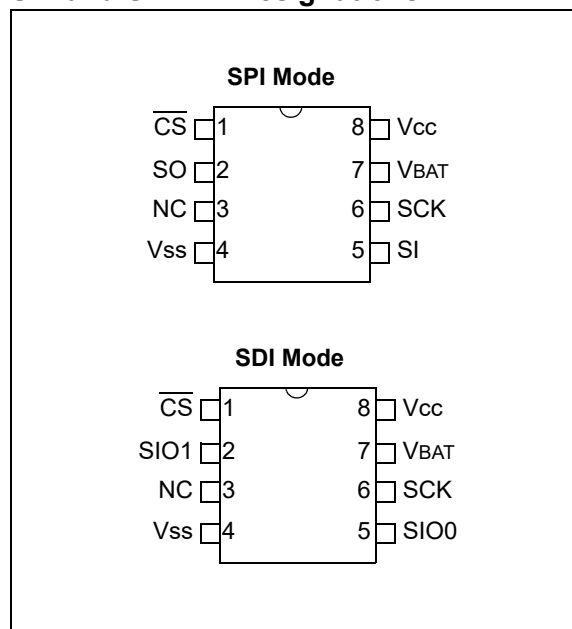 SPI Mode
CS 1 8 Vcc
SO 2 7 VBAT
NC 3 6 SCK
Vss 4 5 SI
SDI Mode
CS 1 8 Vcc
SIO1 2 7 VBAT
NC 3 6 SCK
Vss 4 5 SIO0